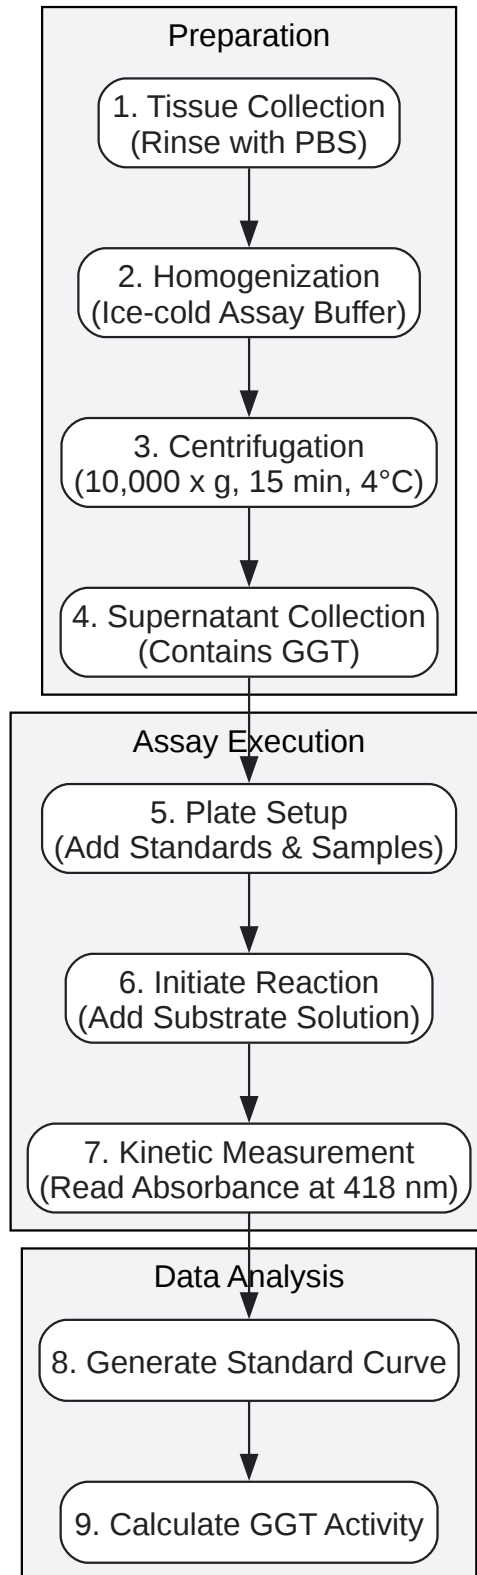 Preparation
1. Tissue Collection
(Rinse with PBS)
2. Homogenization
(Ice-cold Assay Buffer)
3. Centrifugation
(10,000 x g, 15 min, 4°C)
4. Supernatant Collection
(Contains GGT)
Assay Execution
5. Plate Setup
(Add Standards & Samples)
6. Initiate Reaction
(Add Substrate Solution)
7. Kinetic Measurement
(Read Absorbance at 418 nm)
Data Analysis
8. Generate Standard Curve
9. Calculate GGT Activity